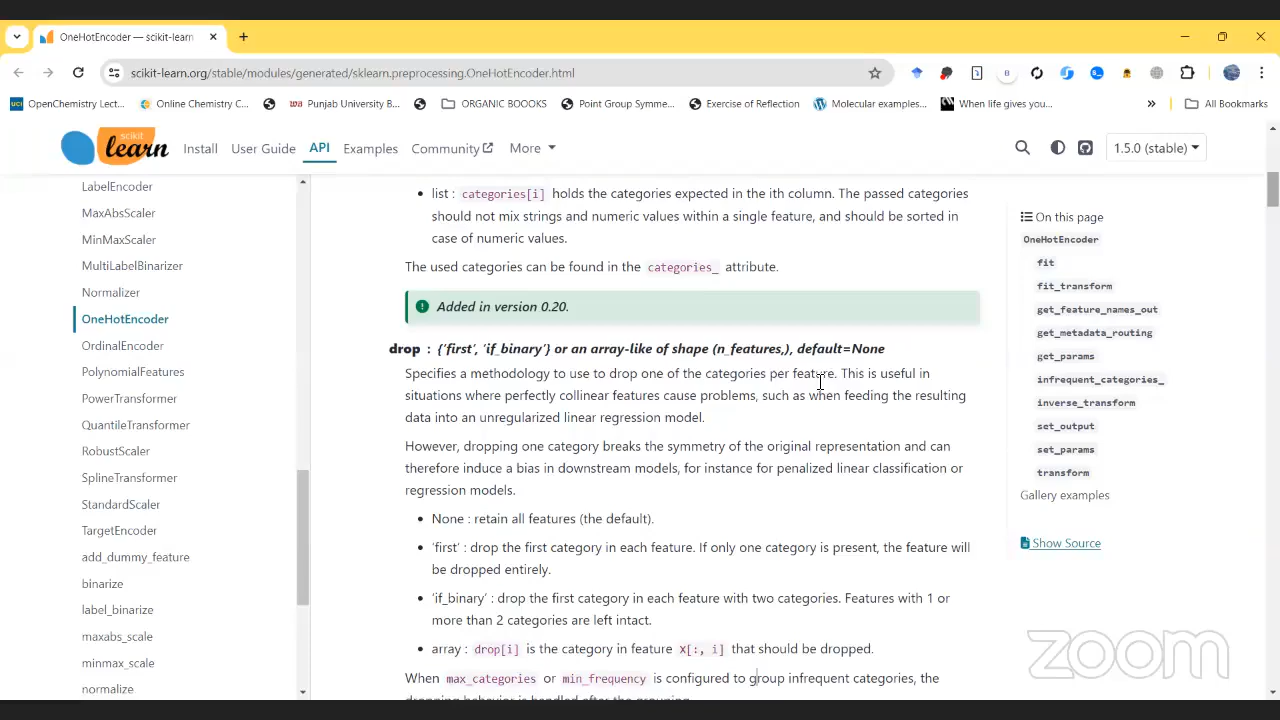 OneHotEncoder — scikit-learn
scikit-learn.org/stable/modules/generated/sklearn.preprocessing.OneHotEncoder.html
UCI OpenChemistry Lect... Online Chemistry C... Punjab University B... ORGANIC BOOOKS Point Group Symme... Exercise of Reflection Molecular examples... When life gives you... » All Bookmarks
scikit learn Install User Guide API Examples Community More 1.5.0 (stable)
LabelEncoder
MaxAbsScaler
MinMaxScaler
MultiLabelBinarizer
Normalizer
OneHotEncoder
OrdinalEncoder
PolynomialFeatures
PowerTransformer
QuantileTransformer
RobustScaler
SplineTransformer
StandardScaler
TargetEncoder
add_dummy_feature
binarize
label_binarize
maxabs_scale
minmax_scale
normalize
• list : categories[i] holds the categories expected in the ith column. The passed categories
should not mix strings and numeric values within a single feature, and should be sorted in
case of numeric values.
The used categories can be found in the categories_ attribute.
Added in version 0.20.
drop : {'first', 'if_binary'} or an array-like of shape (n_features,), default=None
Specifies a methodology to use to drop one of the categories per feature. This is useful in
situations where perfectly collinear features cause problems, such as when feeding the resulting
data into an unregularized linear regression model.
However, dropping one category breaks the symmetry of the original representation and can
therefore induce a bias in downstream models, for instance for penalized linear classification or
regression models.
• None : retain all features (the default).
• 'first' : drop the first category in each feature. If only one category is present, the feature will
be dropped entirely.
• 'if_binary' : drop the first category in each feature with two categories. Features with 1 or
more than 2 categories are left intact.
• array : drop[i] is the category in feature X[:, i] that should be dropped.
When max_categories or min_frequency is configured to group infrequent categories, the
dropping behavior is handled after the grouping.
On this page
OneHotEncoder
fit
fit_transform
get_feature_names_out
get_metadata_routing
get_params
infrequent_categories_
inverse_transform
set_output
set_params
transform
Gallery examples
Show Source
zoom